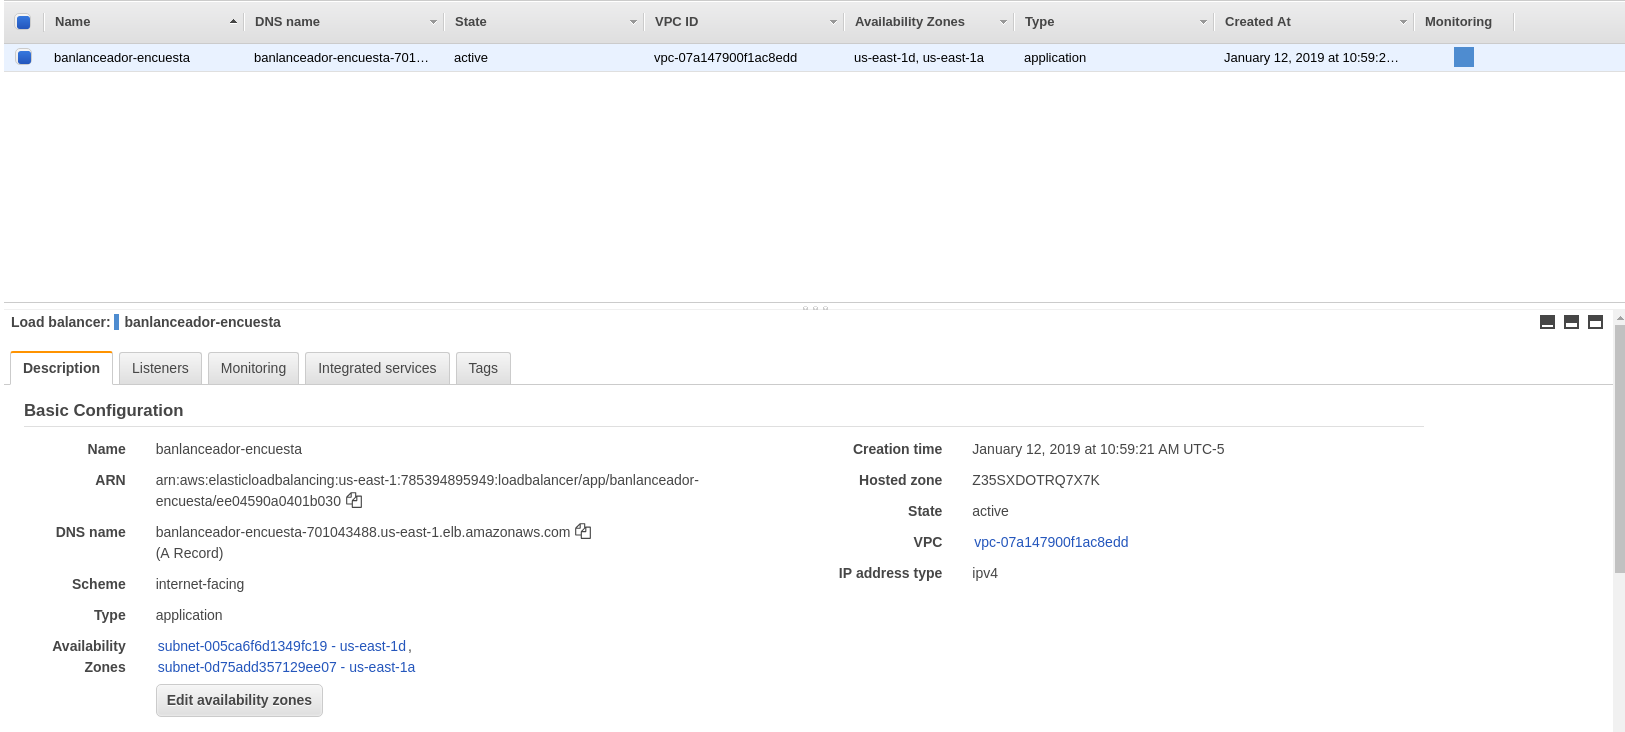 Name DNS name State VPC ID Availability Zones Type Created At Monitoring
banlanceador-encuesta banlanceador-encuesta-701… active vpc-07a147900f1ac8edd us-east-1d, us-east-1a application January 12, 2019 at 10:59:2…
Load balancer: banlanceador-encuesta
Description Listeners Monitoring Integrated services Tags
Basic Configuration
Name banlanceador-encuesta
ARN arn:aws:elasticloadbalancing:us-east-1:785394895949:loadbalancer/app/banlanceador-
encuesta/ee04590a0401b030
DNS name banlanceador-encuesta-701043488.us-east-1.elb.amazonaws.com
(A Record)
Scheme internet-facing
Type application
Availability subnet-005ca6f6d1349fc19 - us-east-1d,
Zones subnet-0d75add357129ee07 - us-east-1a
Edit availability zones
Creation time January 12, 2019 at 10:59:21 AM UTC-5
Hosted zone Z35SXDOTRQ7X7K
State active
VPC vpc-07a147900f1ac8edd
IP address type ipv4